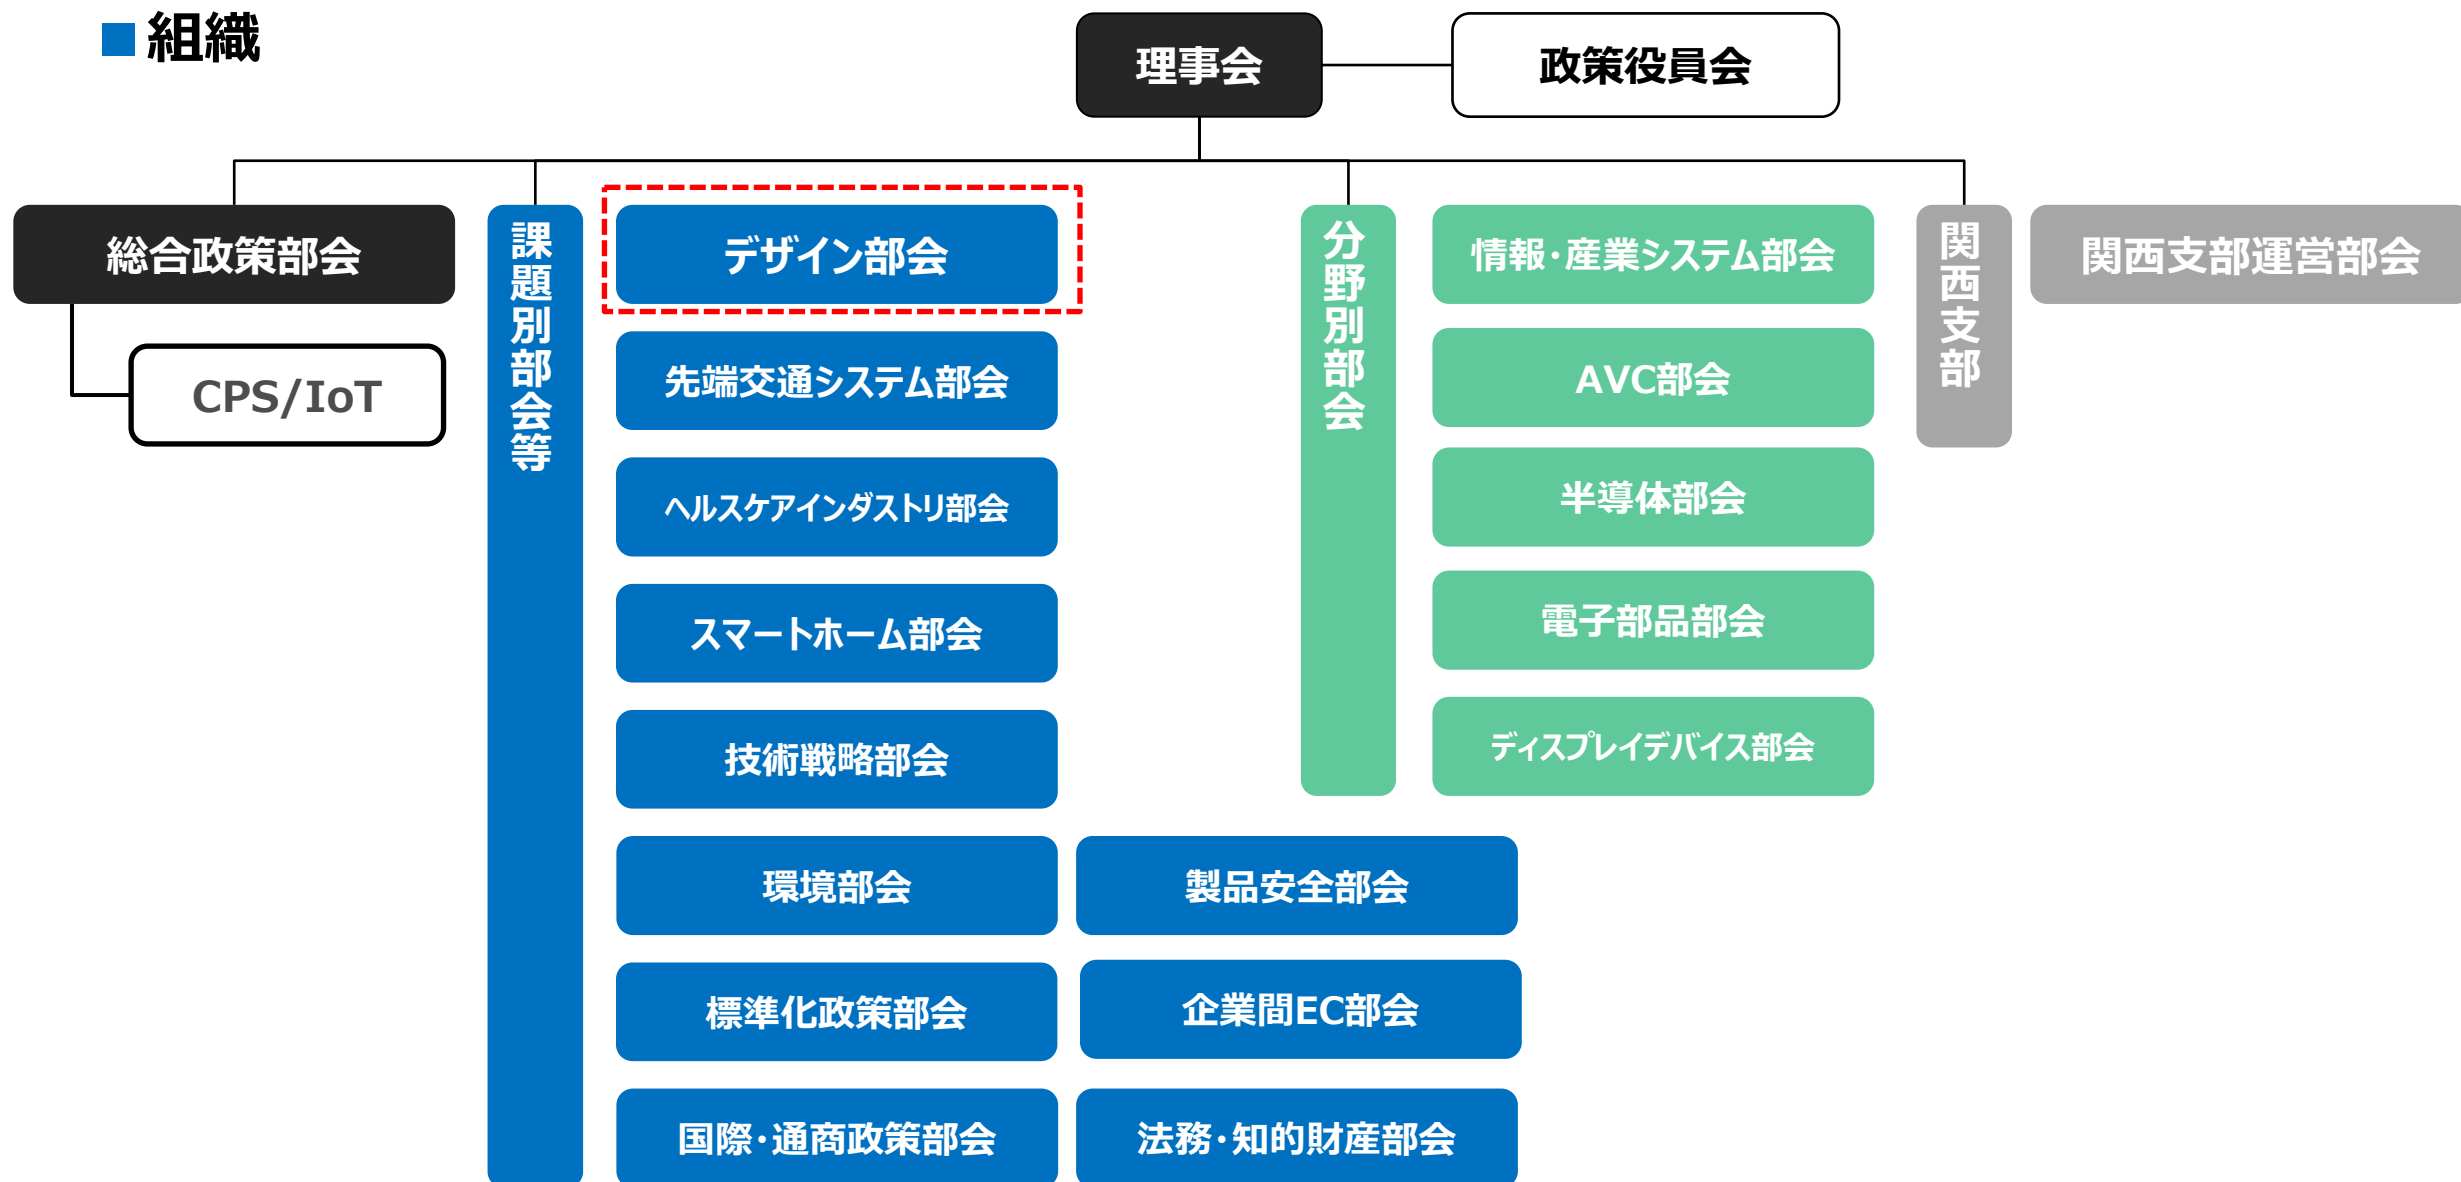 組織
理事会
政策役員会
総合政策部会
CPS/IoT
課題別部会等
デザイン部会
先端交通システム部会
ヘルスケアインダストリ部会
スマートホーム部会
技術戦略部会
環境部会
製品安全部会
標準化政策部会
企業間EC部会
国際・通商政策部会
法務・知的財産部会
分野別部会
情報・産業システム部会
AVC部会
半導体部会
電子部品部会
ディスプレイデバイス部会
関西支部
関西支部運営部会